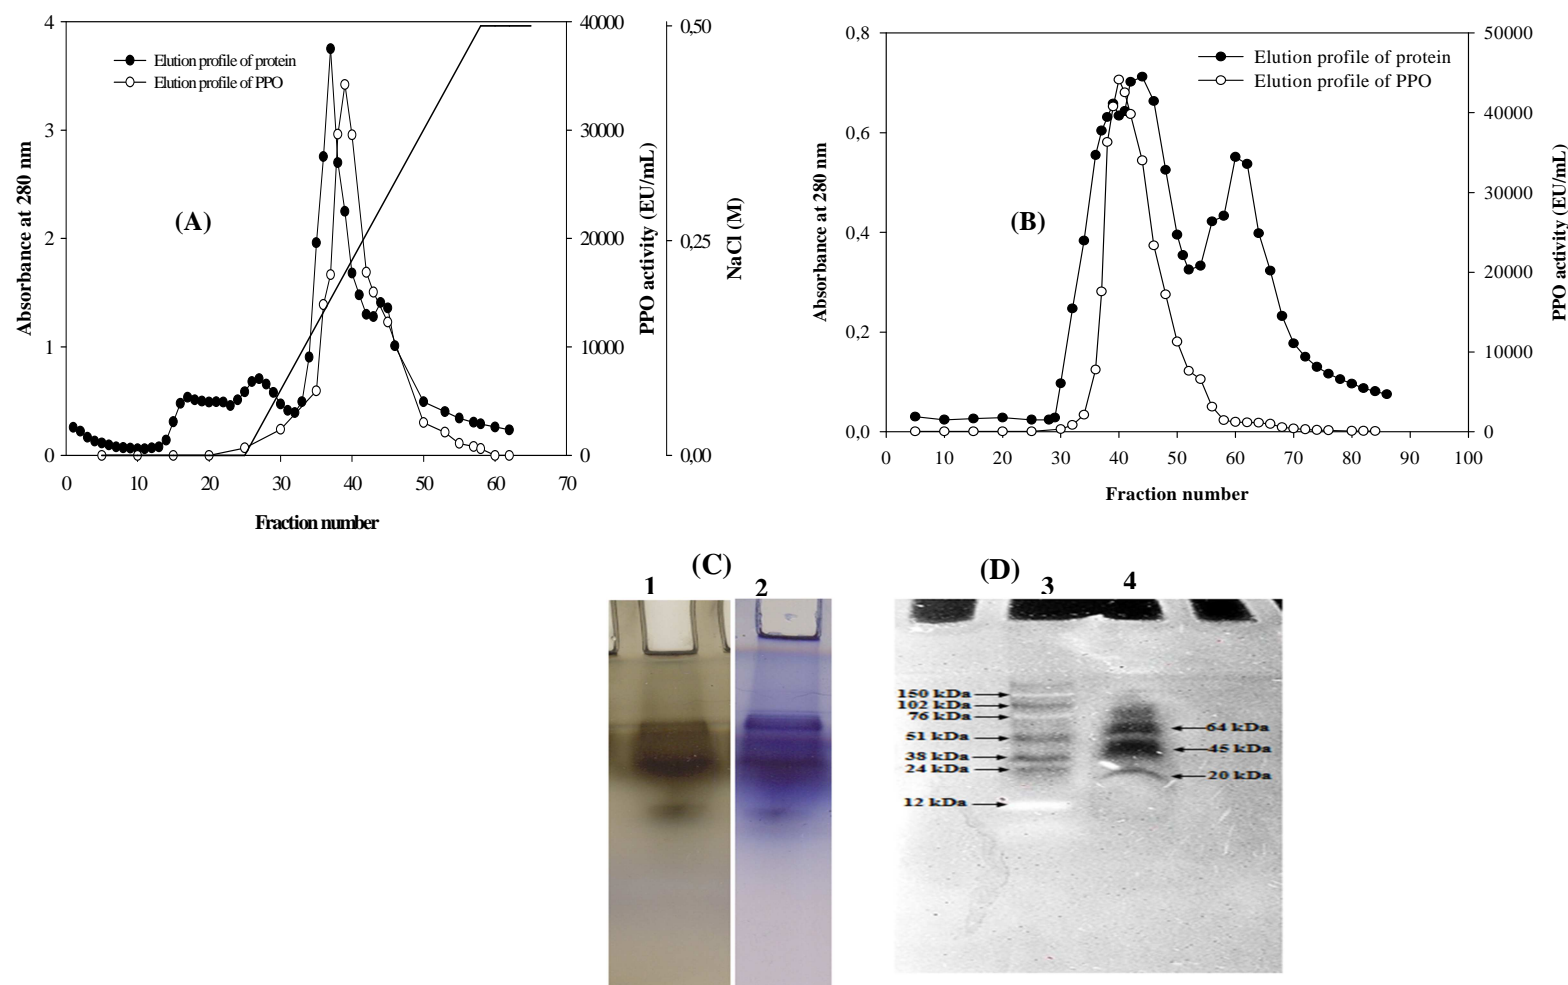 4
3
2
1
0
Absorbance at 280 nm
Elution profile of protein
Elution profile of PPO
(A)
40000
30000
20000
10000
0
PPO activity (EU/mL)
0,50
0,25
0,00
NaCl (M)
0 10 20 30 40 50 60 70
Fraction number
0,8
0,6
0,4
0,2
0,0
Absorbance at 280 nm
Elution profile of protein
Elution profile of PPO
(B)
50000
40000
30000
20000
10000
0
PPO activity (EU/mL)
0 10 20 30 40 50 60 70 80 90 100
Fraction number
(C)
1 2
(D)
3 4
150 kDa
102 kDa
76 kDa
51 kDa
38 kDa
24 kDa
12 kDa
64 kDa
45 kDa
20 kDa